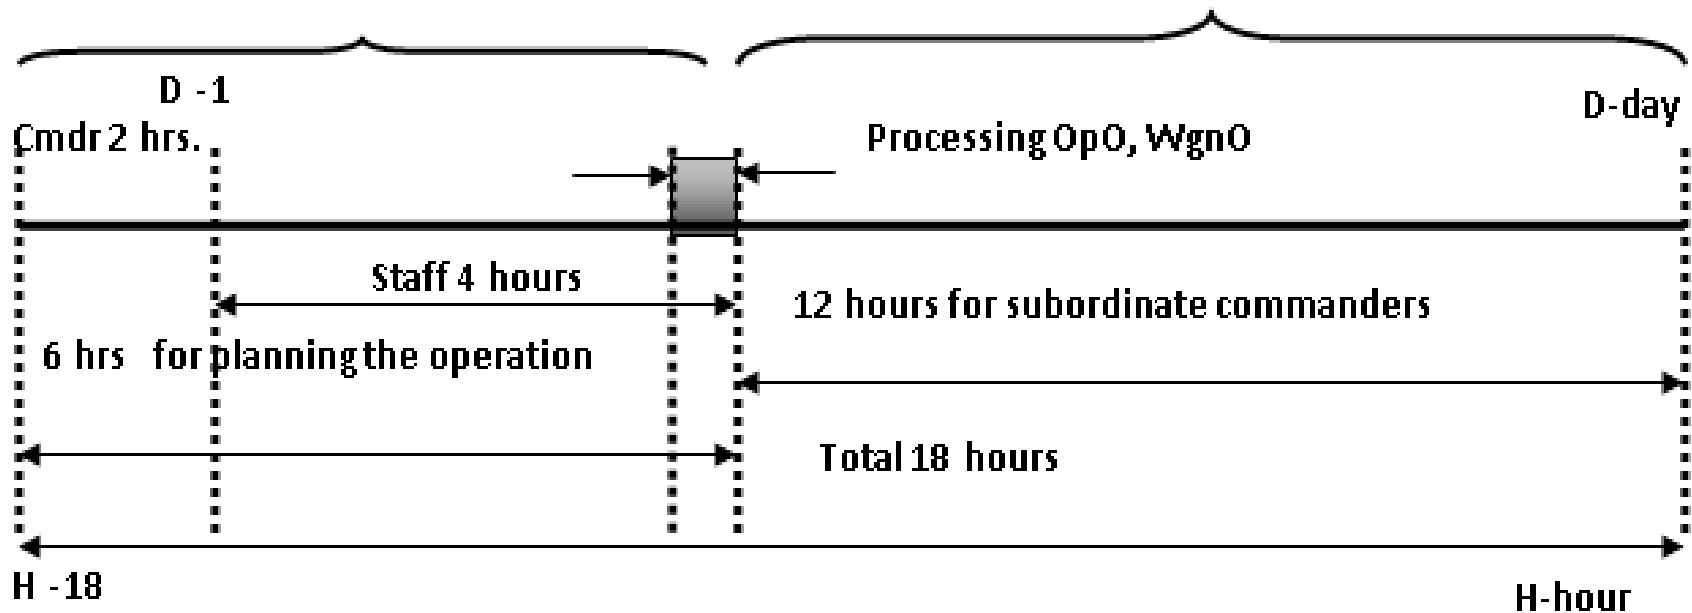 D -1
D-day
Cmdr 2 hrs.
Processing OpO, WgnO
Staff 4 hours
12 hours for subordinate commanders
6 hrs for planning the operation
Total 18 hours
H -18
H-hour